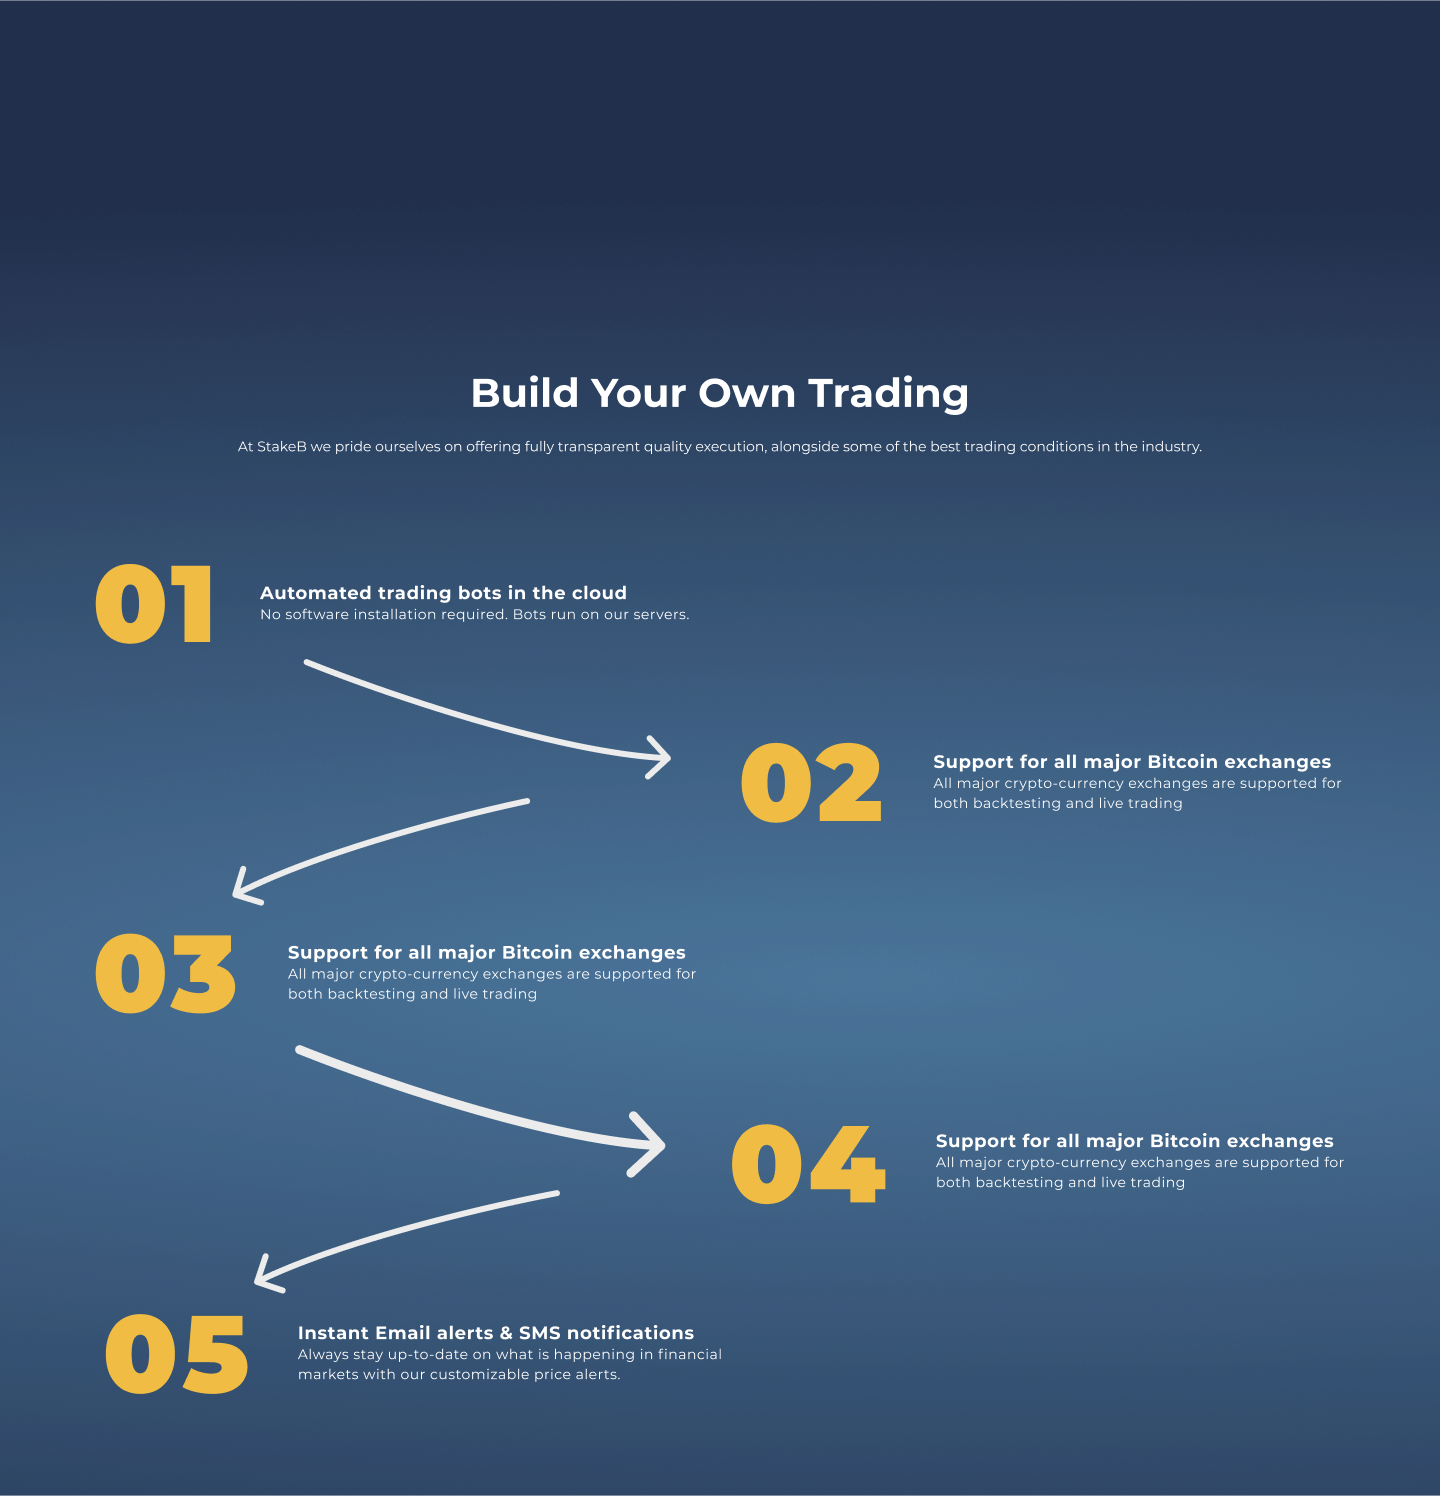 Build Your Own Trading
At StakeB we pride ourselves on offering fully transparent quality execution, alongside some of the best trading conditions in the industry.
01
Automated trading bots in the cloud
No software installation required. Bots run on our servers.
02
Support for all major Bitcoin exchanges
All major crypto-currency exchanges are supported for
both backtesting and live trading
03
Support for all major Bitcoin exchanges
All major crypto-currency exchanges are supported for
both backtesting and live trading
04
Support for all major Bitcoin exchanges
All major crypto-currency exchanges are supported for
both backtesting and live trading
05
Instant Email alerts & SMS notifications
Always stay up-to-date on what is happening in financial
markets with our customizable price alerts.